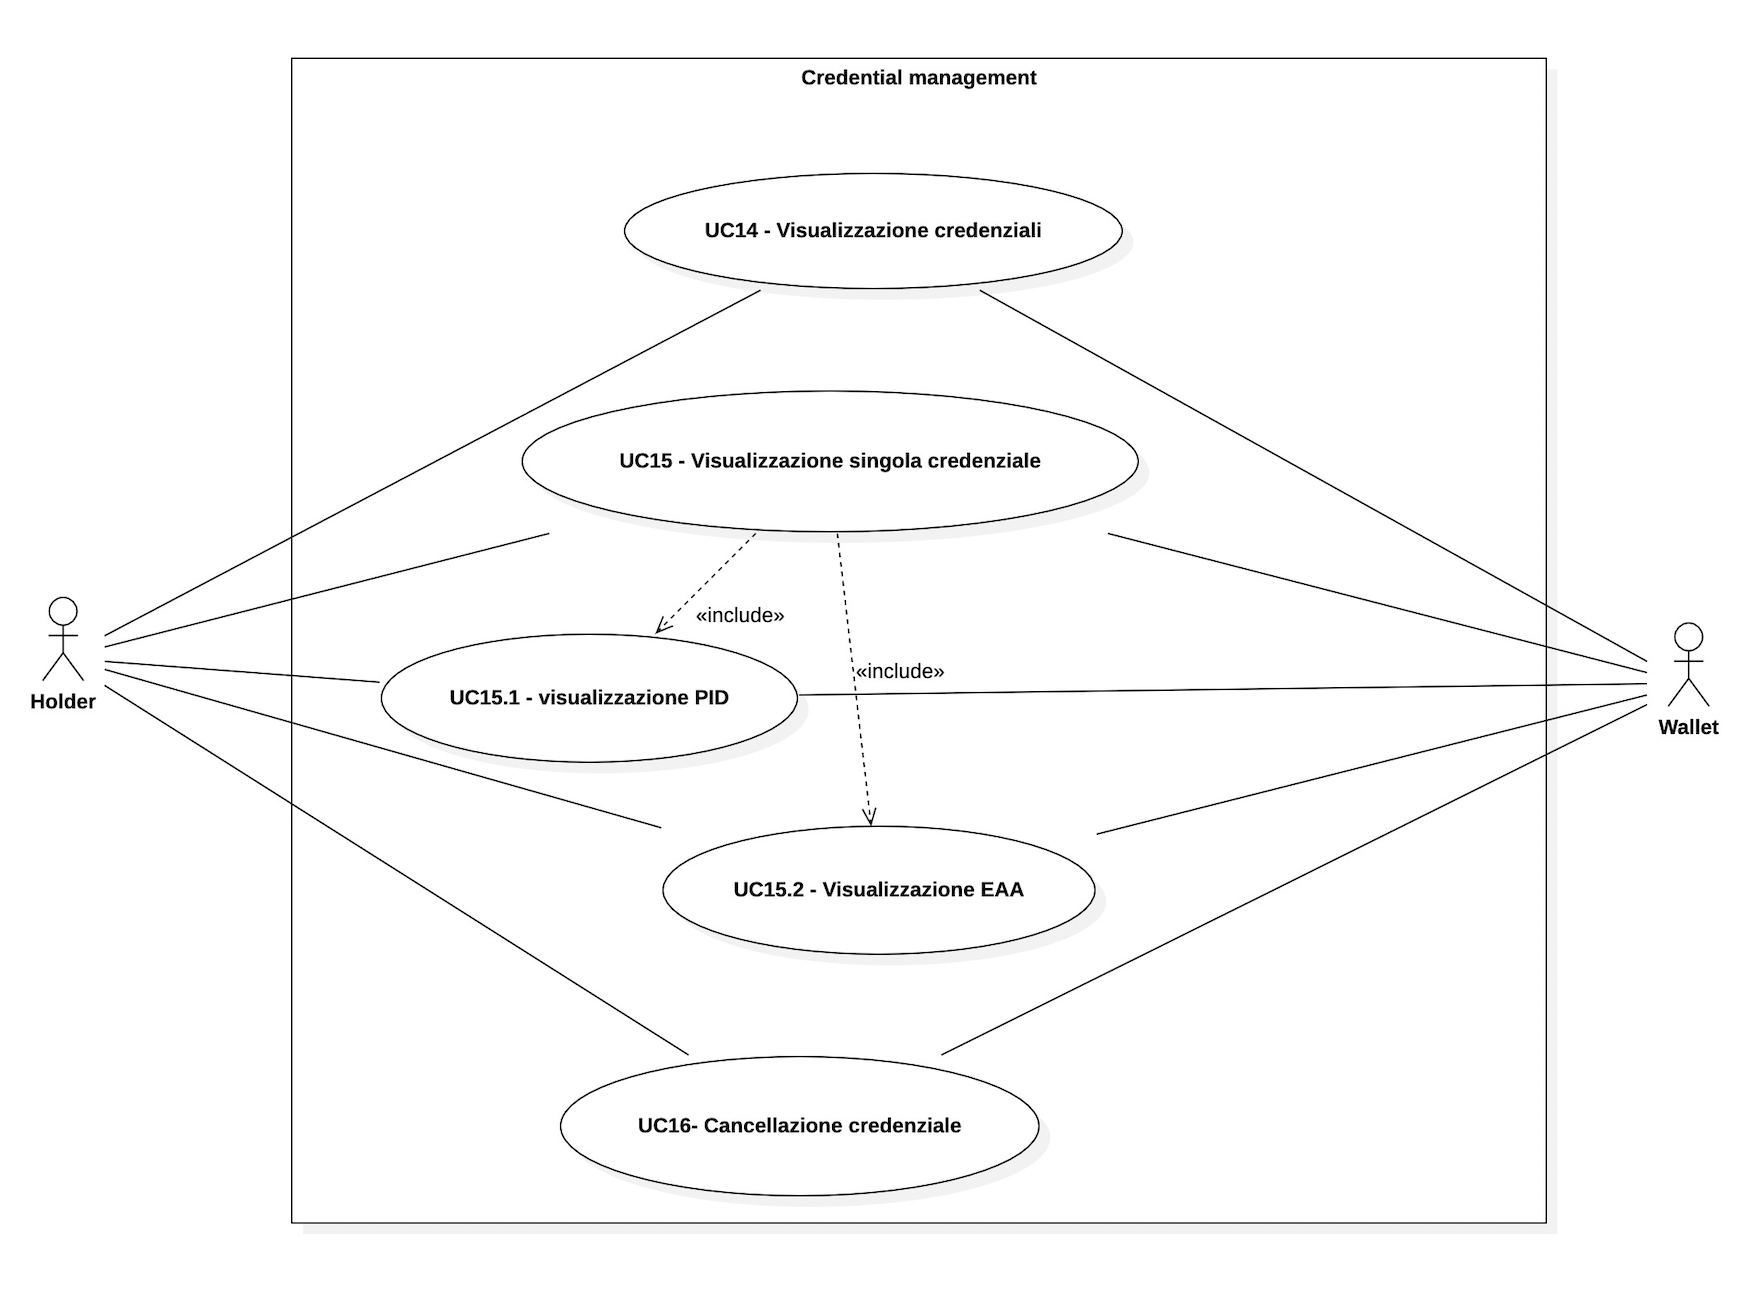 Credential management
UC14 - Visualizzazione credenziali
UC15 - Visualizzazione singola credenziale
«include»
«include»
UC15.1 - visualizzazione PID
Holder
Wallet
UC15.2 - Visualizzazione EAA
UC16- Cancellazione credenziale